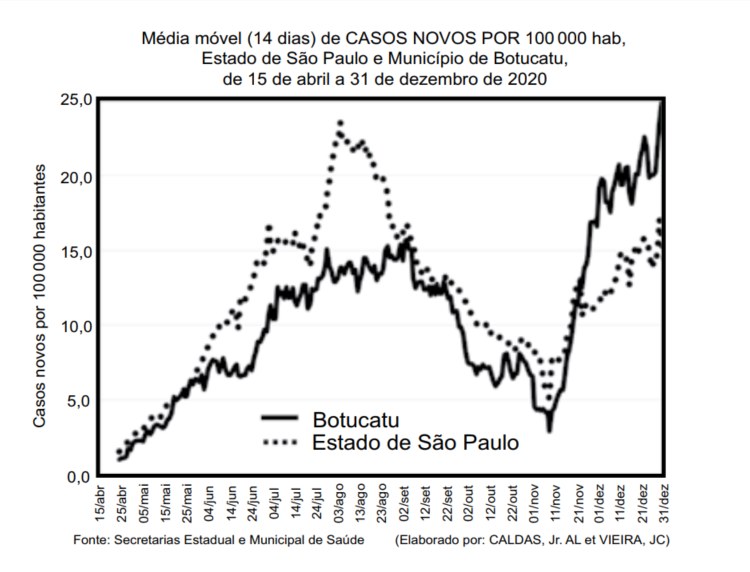 Média móvel (14 dias) de CASOS NOVOS POR 100 000 hab,
Estado de São Paulo e Município de Botucatu,
de 15 de abril a 31 de dezembro de 2020
Casos novos por 100 000 habitantes
25,0
20,0
15,0
10,0
5,0
0,0
Botucatu
Estado de São Paulo
15/abr
25/abr
05/mai
15/mai
25/mai
04/jun
14/jun
24/jun
04/jul
14/jul
24/jul
03/ago
13/ago
23/ago
02/set
12/set
22/set
02/out
12/out
22/out
01/nov
11/nov
21/nov
01/dez
11/dez
21/dez
31/dez
Fonte: Secretarias Estadual e Municipal de Saúde (Elaborado por: CALDAS, Jr. AL et VIEIRA, JC)